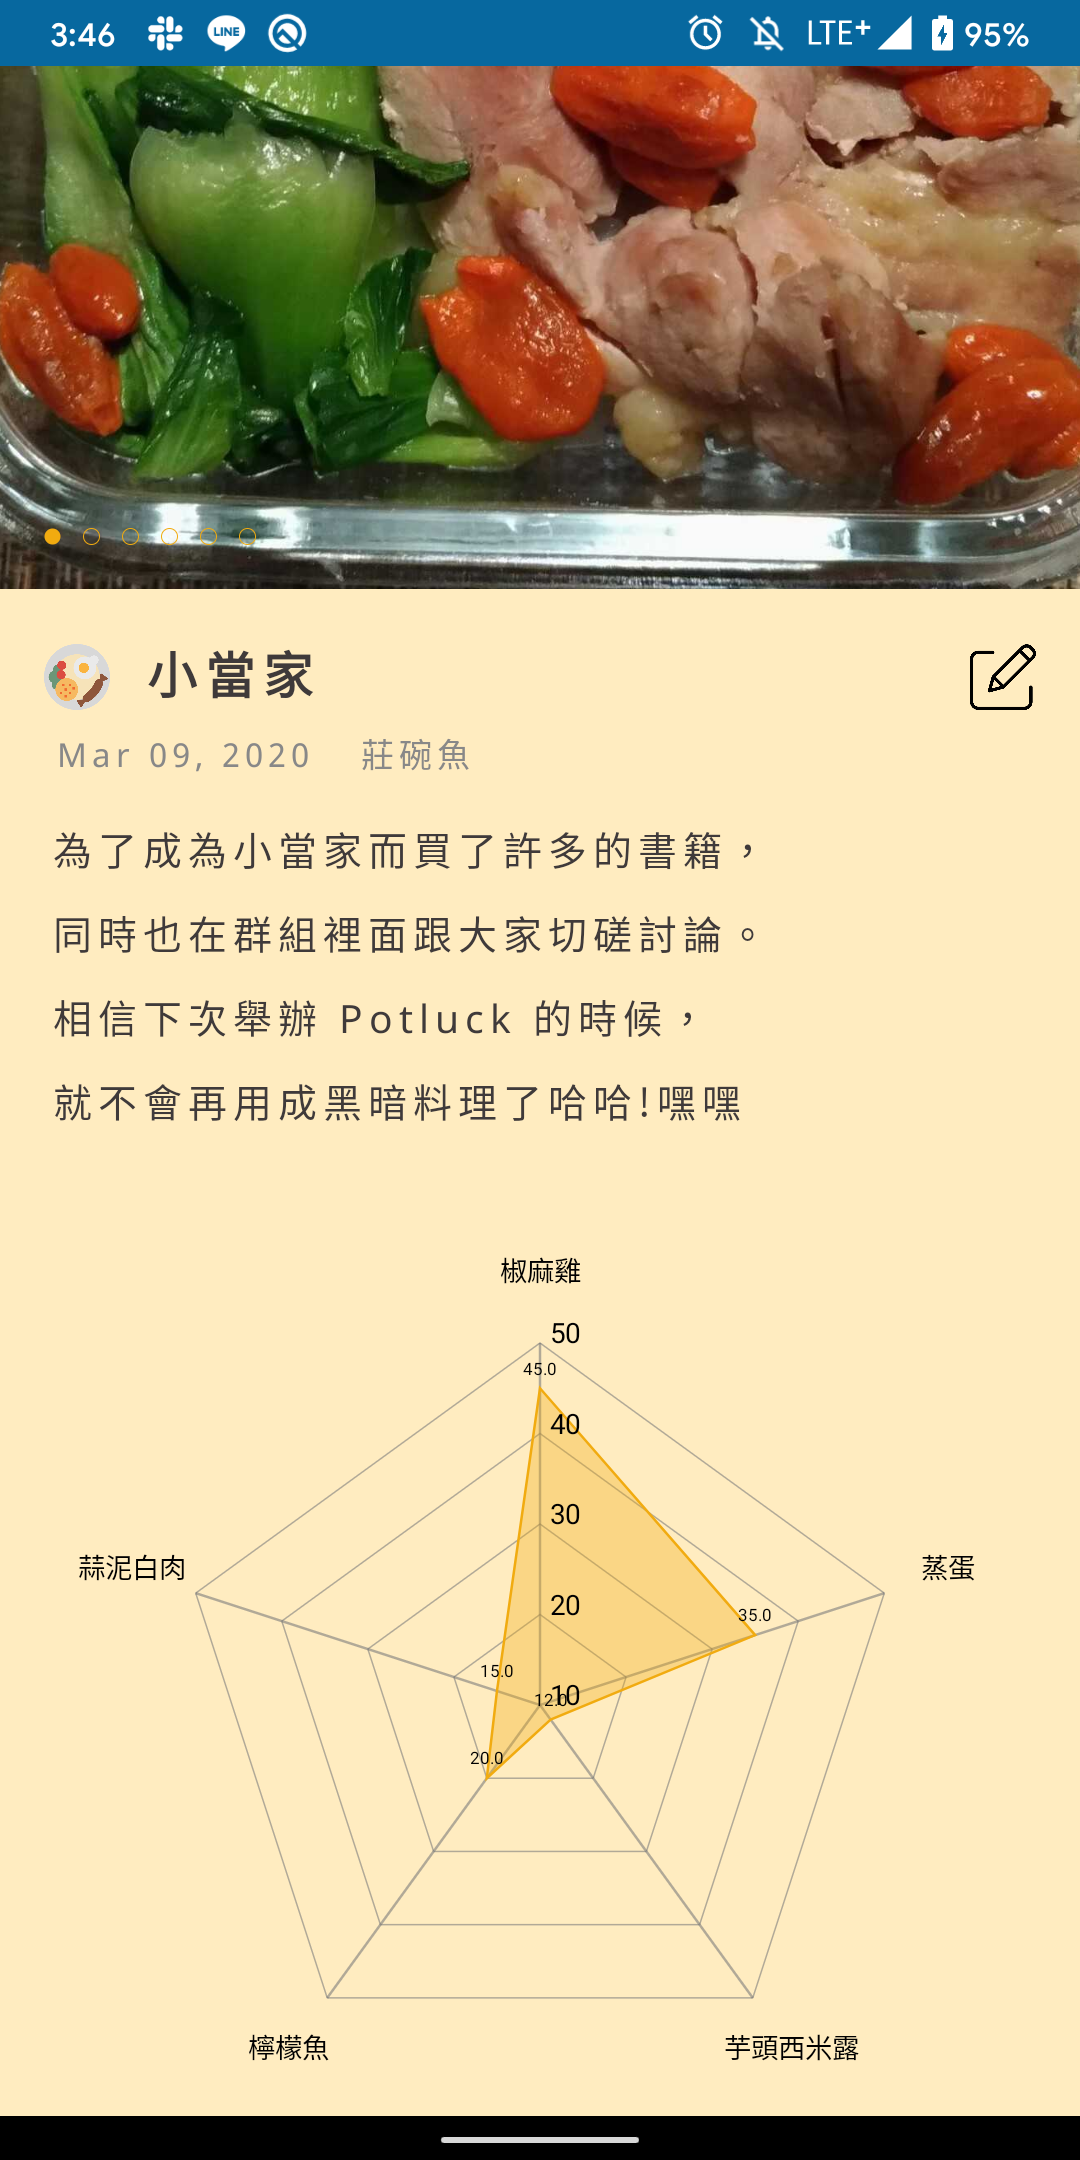 3:46
LINE
LTE+
95%
小當家
Mar 09, 2020 莊碗魚
為了成為小當家而買了許多的書籍，
同時也在群組裡面跟大家切磋討論。
相信下次舉辦 Potluck 的時候，
就不會再用成黑暗料理了哈哈!嘿嘿
椒麻雞
50
45.0
40
30
蒜泥白肉
蒸蛋
20
35.0
15.0
10
12.0
20.0
檸檬魚
芋頭西米露